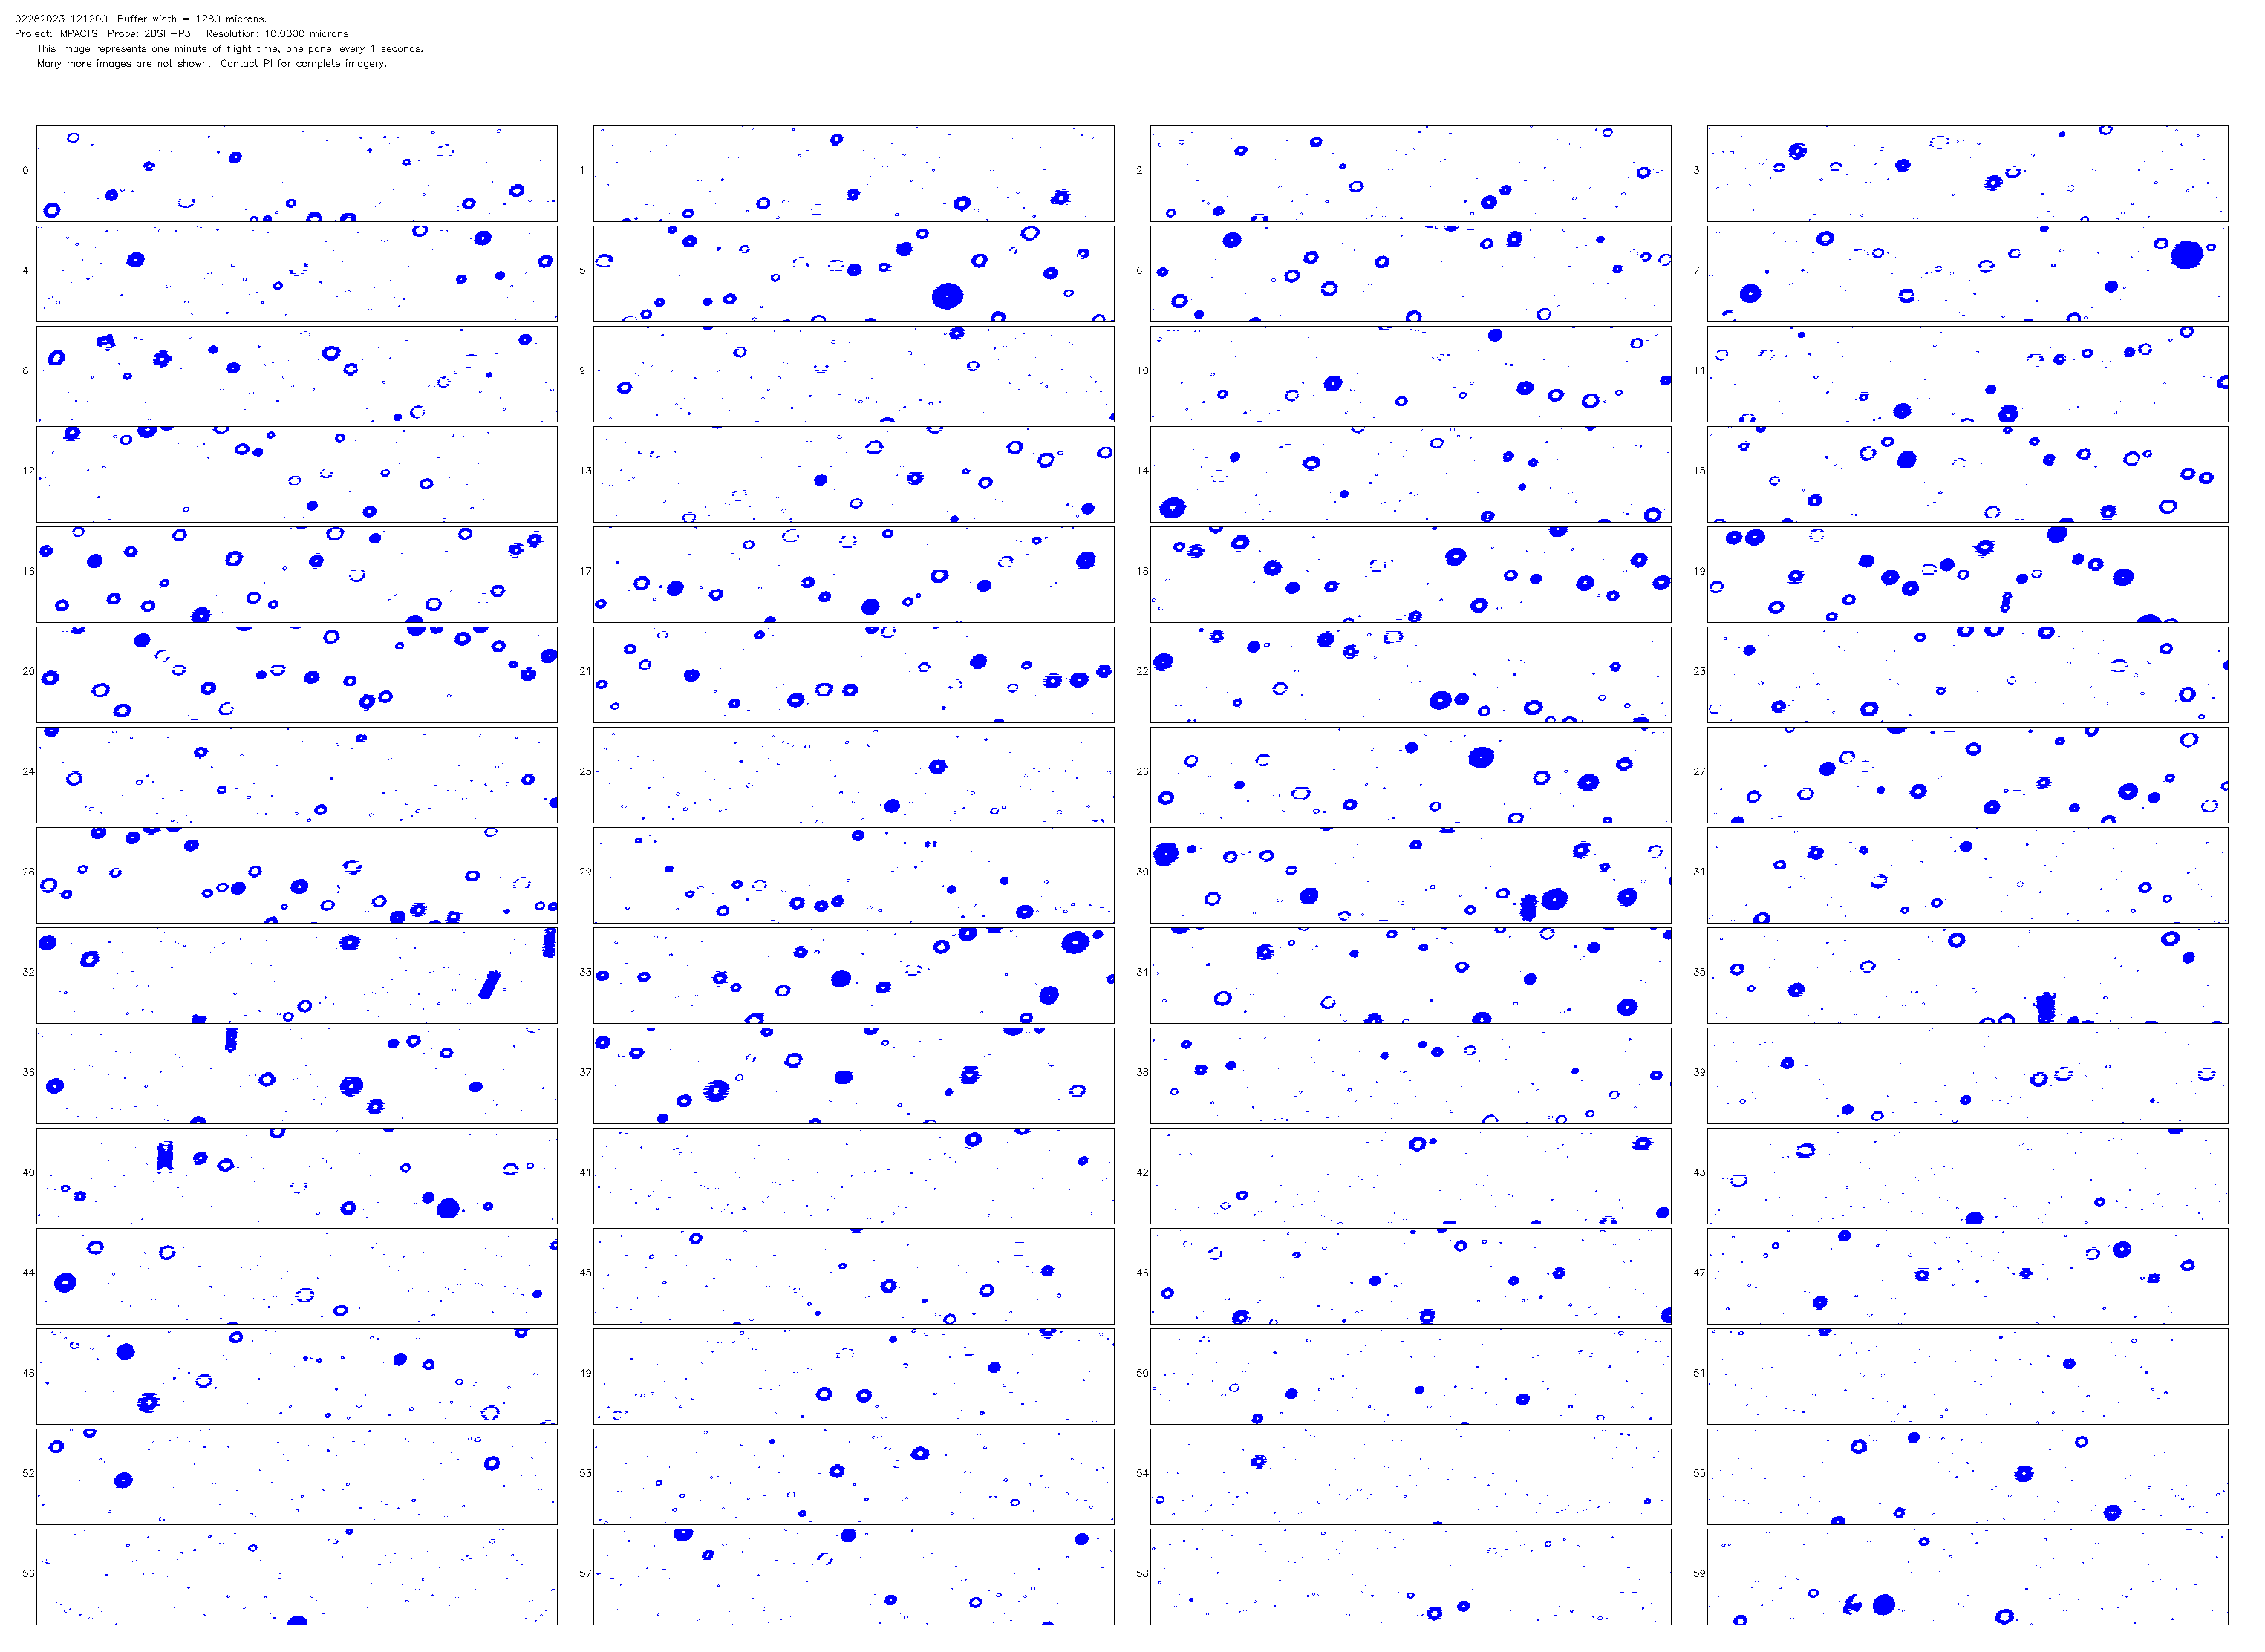 02282023 121200 Buffer width = 1280 microns.
Project: IMPACTS Probe: 2DSH-P3 Resolution: 10.0000 microns
This image represents one minute of flight time, one panel every 1 seconds.
Many more images are not shown. Contact PI for complete imagery.
0 1 2 3
4 5 6 7
8 9 10 11
12 13 14 15
16 17 18 19
20 21 22 23
24 25 26 27
28 29 30 31
32 33 34 35
36 37 38 39
40 41 42 43
44 45 46 47
48 49 50 51
52 53 54 55
56 57 58 59